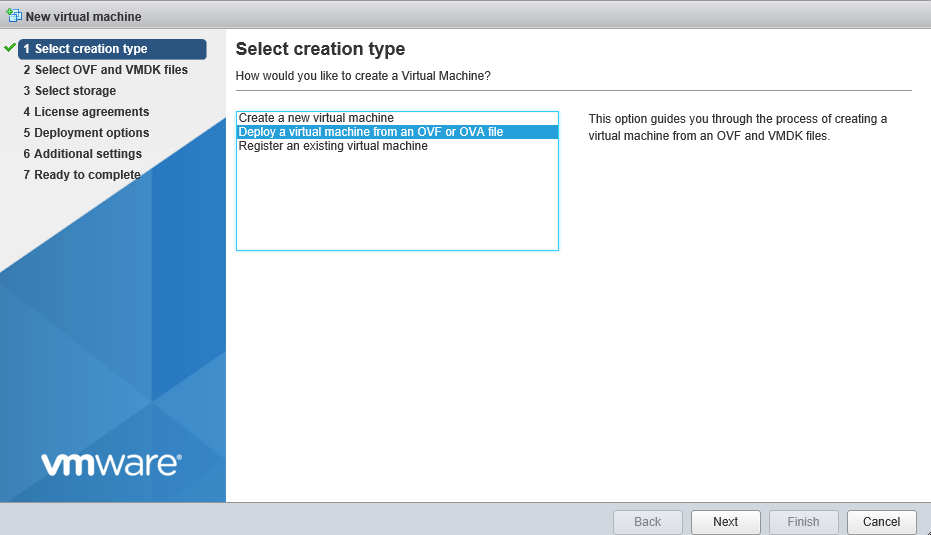 New virtual machine
1 Select creation type
2 Select OVF and VMDK files
3 Select storage
4 License agreements
5 Deployment options
6 Additional settings
7 Ready to complete
vmware®
Select creation type
How would you like to create a Virtual Machine?
Create a new virtual machine
Deploy a virtual machine from an OVF or OVA file
Register an existing virtual machine
This option guides you through the process of creating a
virtual machine from an OVF and VMDK files.
Back
Next
Finish
Cancel